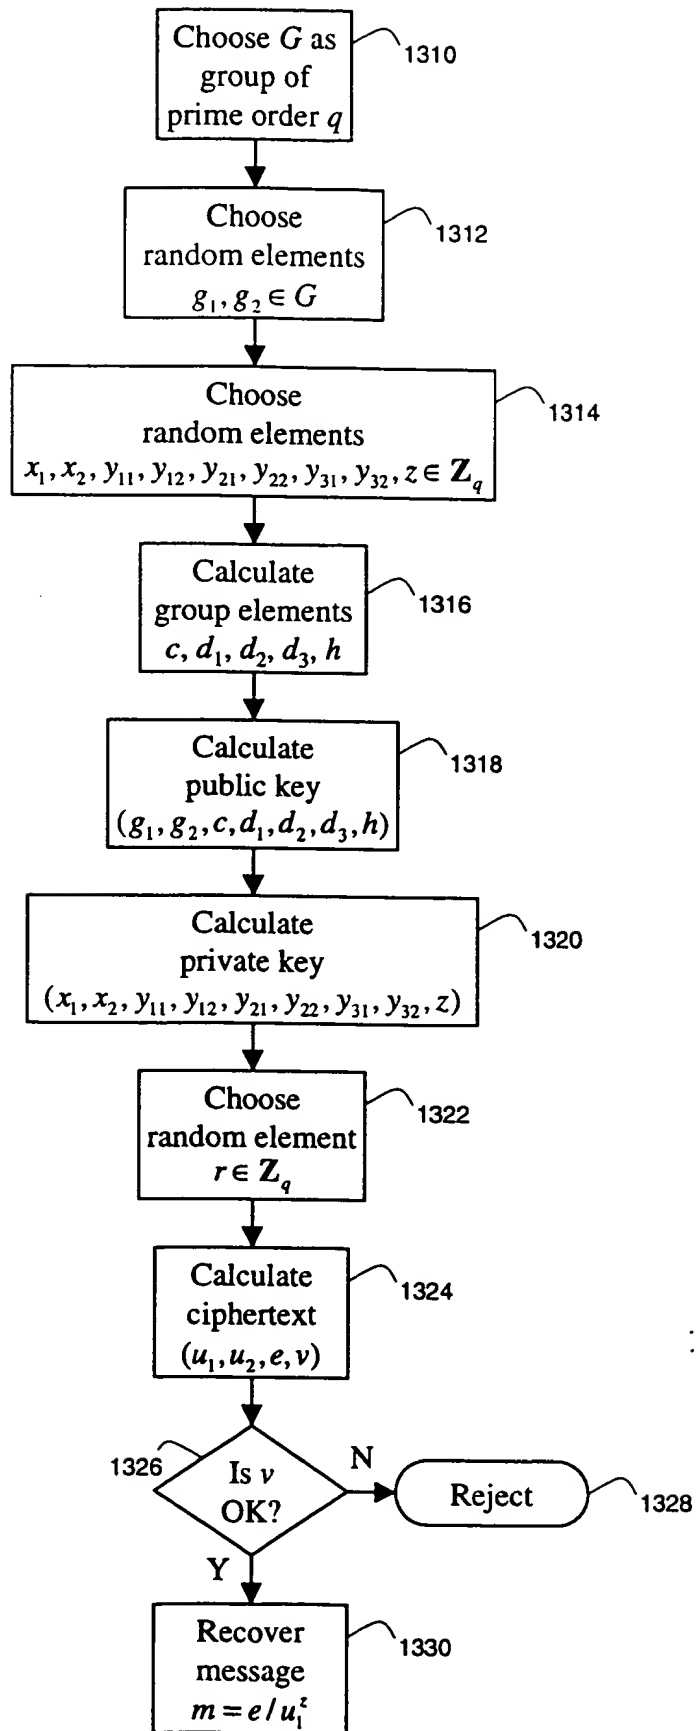 Choose G as
group of
prime order q
1310
Choose
random elements
g₁, g₂ ∈ G
1312
Choose
random elements
x₁, x₂, y₁₁, y₁₂, y₂₁, y₂₂, y₃₁, y₃₂, z ∈ Z_q
1314
Calculate
group elements
c, d₁, d₂, d₃, h
1316
Calculate
public key
(g₁, g₂, c, d₁, d₂, d₃, h)
1318
Calculate
private key
(x₁, x₂, y₁₁, y₁₂, y₂₁, y₂₂, y₃₁, y₃₂, z)
1320
Choose
random element
r ∈ Z_q
1322
Calculate
ciphertext
(u₁, u₂, e, v)
1324
1326
Is v
OK?
N
Reject
1328
Y
Recover
message
m = e / u₁ᶻ
1330